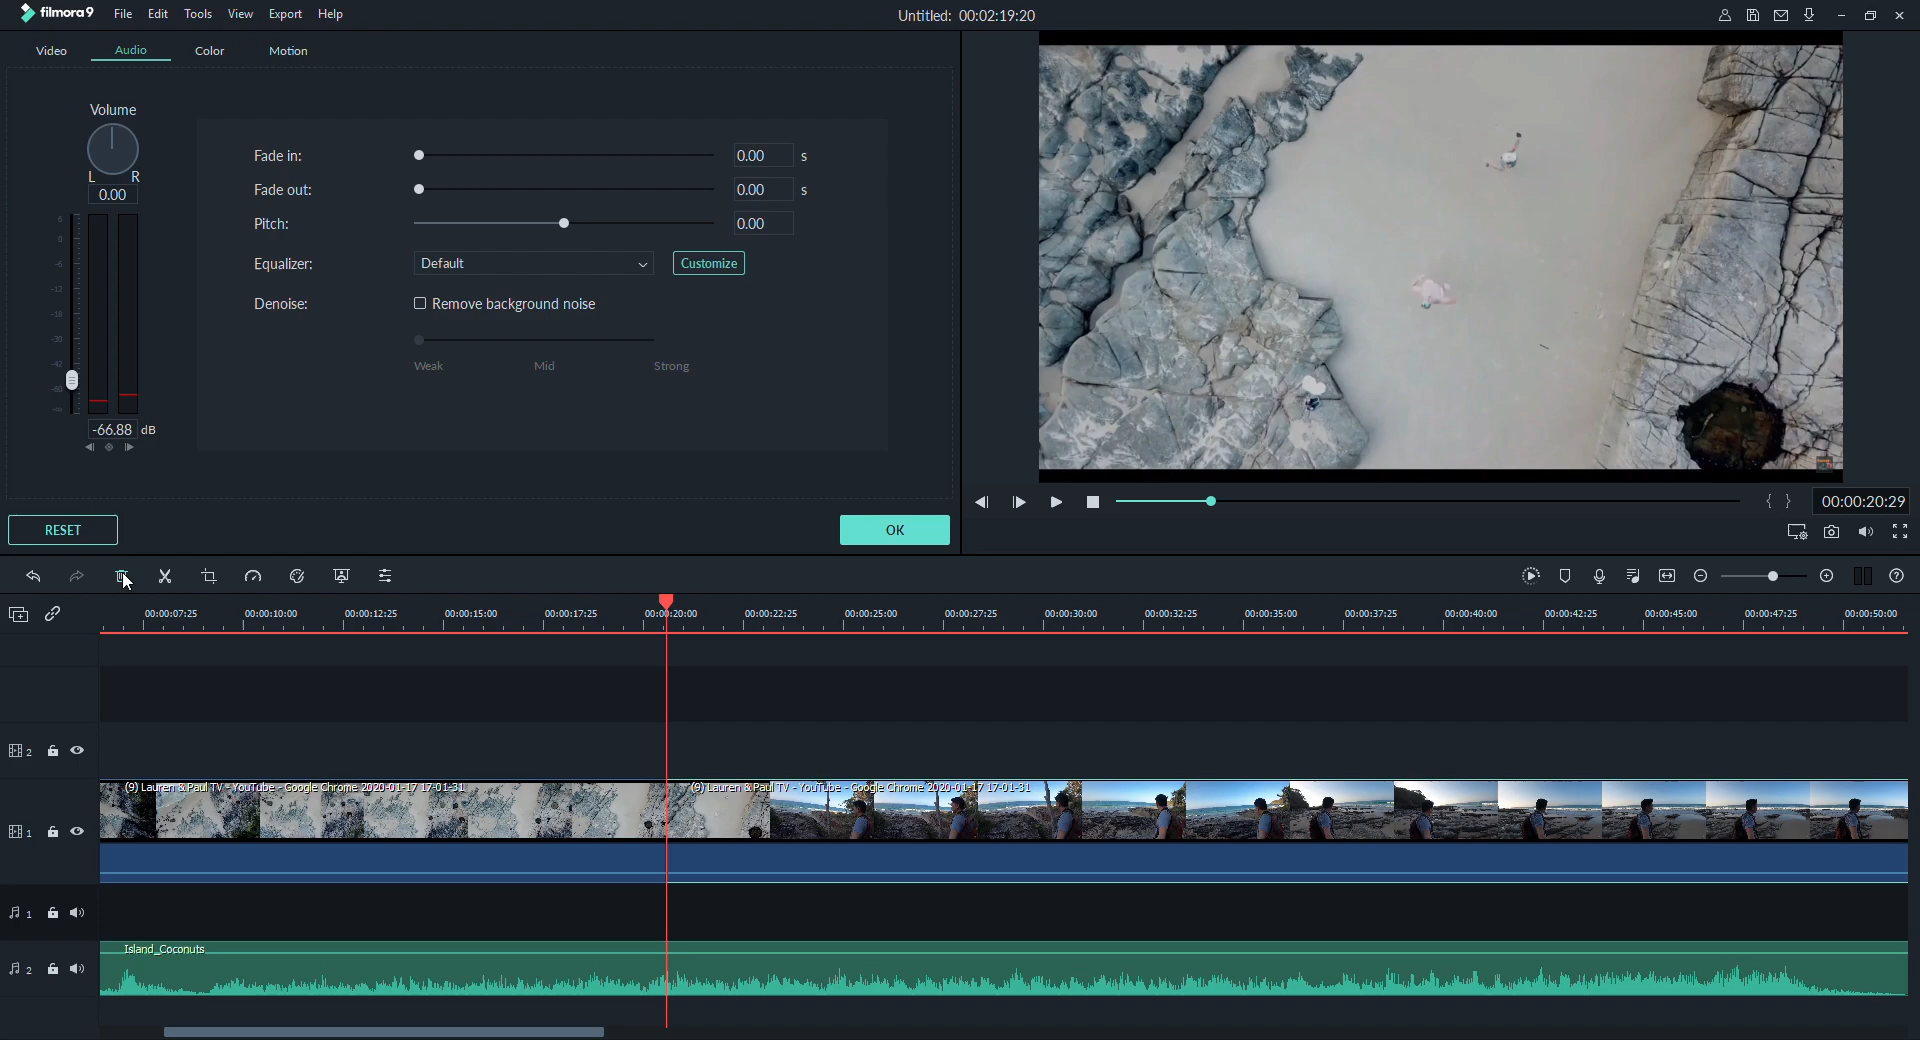 filmora9 File Edit Tools View Export Help Untitled: 00:02:19:20
Video Audio Color Motion
Volume
L R
0.00
6
0
-6
-12
-18
-30
-42
-60
-∞
-66.88 dB
Fade in: 0.00 s
Fade out: 0.00 s
Pitch: 0.00
Equalizer: Default Customize
Denoise: Remove background noise
Weak Mid Strong
RESET OK
{ } 00:00:20:29
00:00:07:25 00:00:10:00 00:00:12:25 00:00:15:00 00:00:17:25 00:00:20:00 00:00:22:25 00:00:25:00 00:00:27:25 00:00:30:00 00:00:32:25 00:00:35:00 00:00:37:25 00:00:40:00 00:00:42:25 00:00:45:00 00:00:47:25 00:00:50:00
2
(9) Lauren & Paul TV - YouTube - Google Chrome 2020-01-17 17-01-31 (9) Lauren & Paul TV - YouTube - Google Chrome 2020-01-17 17-01-31
1
1
Island_Coconuts
2